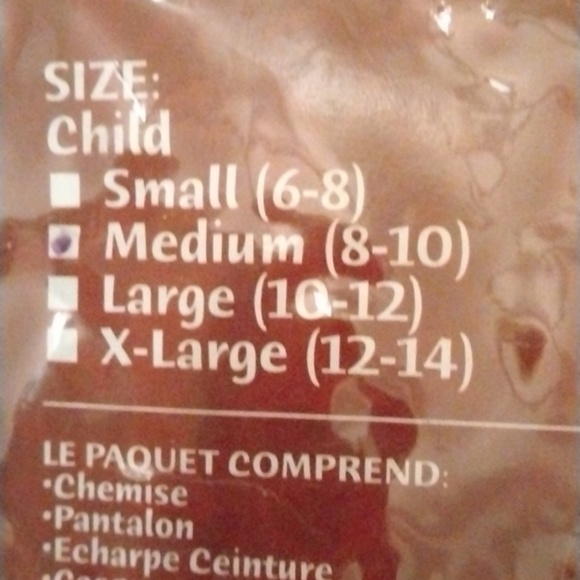 SIZE:
Child
Small (6-8)
Medium (8-10)
Large (10-12)
X-Large (12-14)
LE PAQUET COMPREND:
•Chemise
•Pantalon
•Echarpe Ceinture